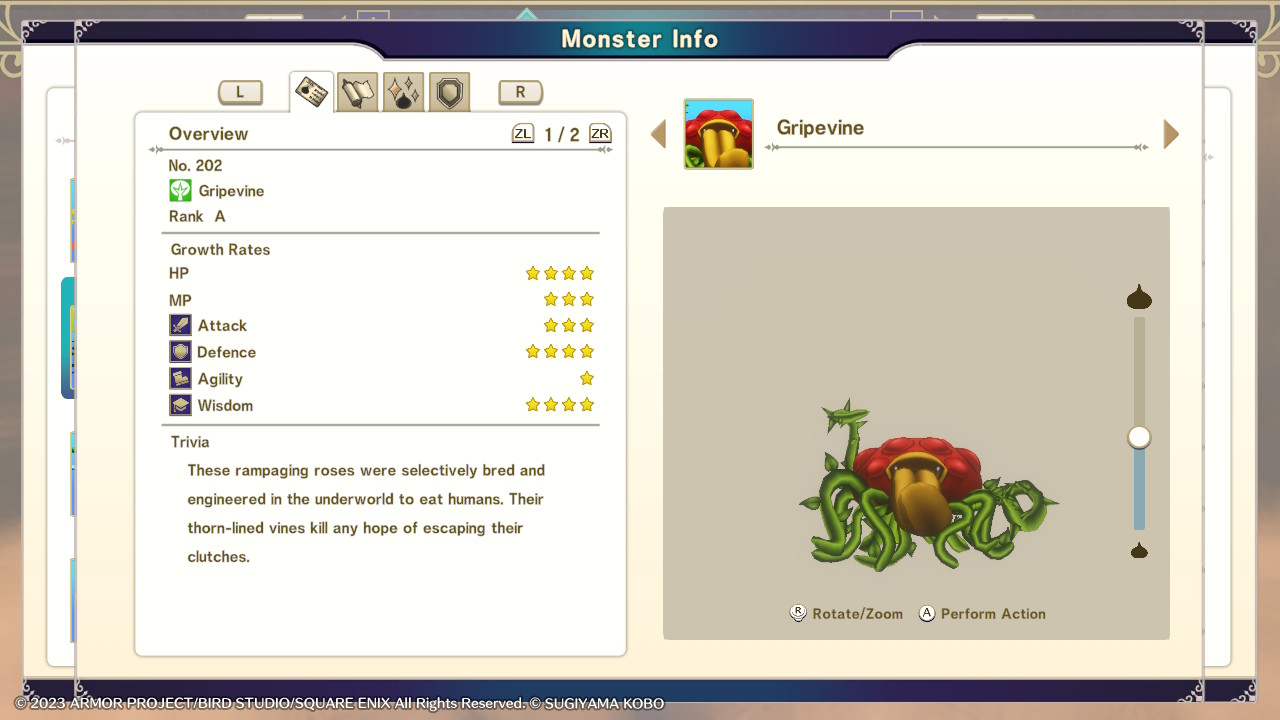 Monster Info
L
R
Overview
ZL 1 / 2 ZR
No. 202
Gripevine
Rank A
Growth Rates
HP
MP
Attack
Defence
Agility
Wisdom
Trivia
These rampaging roses were selectively bred and
engineered in the underworld to eat humans. Their
thorn-lined vines kill any hope of escaping their
clutches.
Gripevine
R Rotate/Zoom A Perform Action
© 2023 ARMOR PROJECT/BIRD STUDIO/SQUARE ENIX All Rights Reserved. © SUGIYAMA KOBO